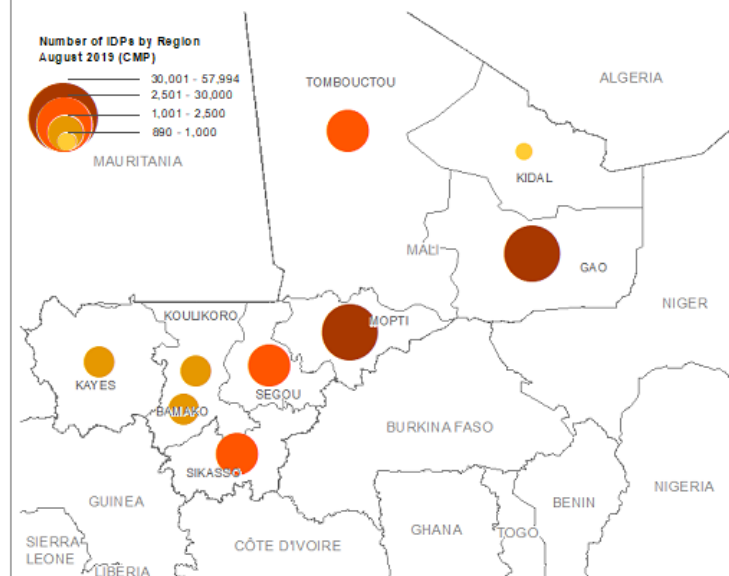 Number of IDPs by Region
August 2019 (CMP)
30,001 - 57,994
2,501 - 30,000
1,001 - 2,500
890 - 1,000
TOMBOUCTOU
ALGERIA
MAURITANIA
KIDAL
MALI
GAO
NIGER
KOULIKORO
MOPTI
KAYES
SEGOU
BAMAKO
BURKINA FASO
SIKASSO
GUINEA
NIGERIA
BENIN
GHANA
TOGO
SIERRA
LEONE
CÔTE D'IVOIRE
LIBERIA